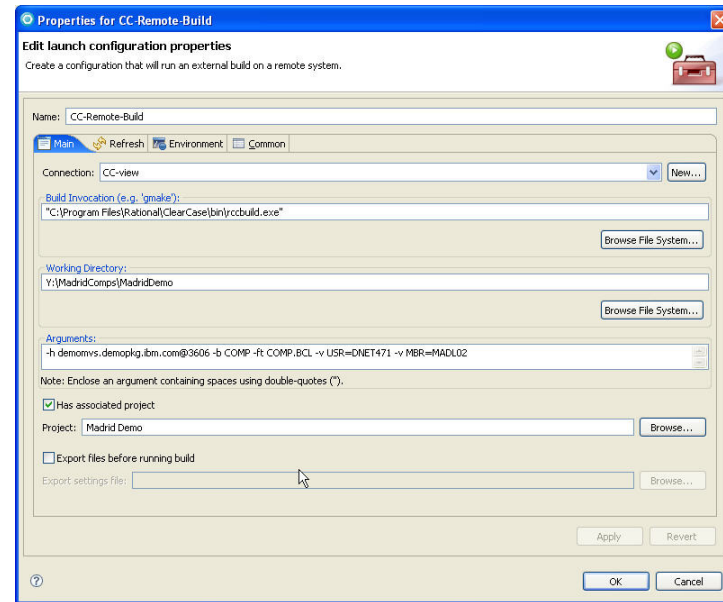 Properties for CC-Remote-Build
Edit launch configuration properties
Create a configuration that will run an external build on a remote system.
Name: CC-Remote-Build
Main Refresh Environment Common
Connection: CC-view New...
Build Invocation (e.g. 'gmake'):
"C:\Program Files\Rational\ClearCase\bin\rccbuild.exe"
Browse File System...
Working Directory:
Y:\MadridComps\MadridDemo
Browse File System...
Arguments:
-h demomvs.demopkg.ibm.com@3606 -b COMP -ft COMP.BCL -v USR=DNET471 -v MBR=MADL02
Note: Enclose an argument containing spaces using double-quotes (").
Has associated project
Project: Madrid Demo Browse...
Export files before running build
Export settings file: Browse...
Apply Revert
? OK Cancel